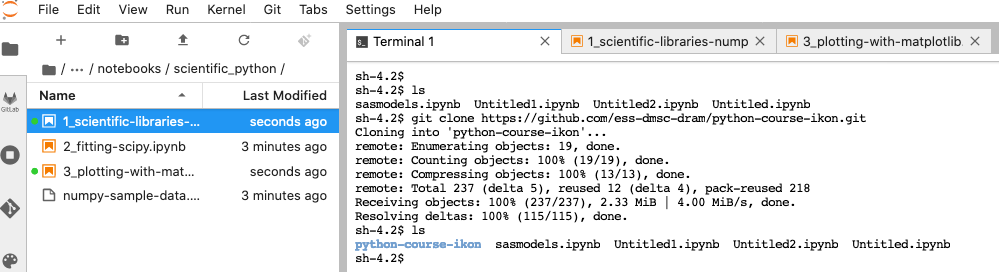 File Edit View Run Kernel Git Tabs Settings Help
Terminal 1 1_scientific-libraries-nump 3_plotting-with-matplotlib.
/ ··· / notebooks / scientific_python /
Name Last Modified
GitLab
1_scientific-libraries-... seconds ago
2_fitting-scipy.ipynb 3 minutes ago
3_plotting-with-mat... seconds ago
numpy-sample-data.... 3 minutes ago
sh-4.2$
sh-4.2$ ls
sasmodels.ipynb Untitled1.ipynb Untitled2.ipynb Untitled.ipynb
sh-4.2$ git clone https://github.com/ess-dmsc-dram/python-course-ikon.git
Cloning into 'python-course-ikon'...
remote: Enumerating objects: 19, done.
remote: Counting objects: 100% (19/19), done.
remote: Compressing objects: 100% (13/13), done.
remote: Total 237 (delta 5), reused 12 (delta 4), pack-reused 218
Receiving objects: 100% (237/237), 2.33 MiB | 4.00 MiB/s, done.
Resolving deltas: 100% (115/115), done.
sh-4.2$ ls
python-course-ikon sasmodels.ipynb Untitled1.ipynb Untitled2.ipynb Untitled.ipynb
sh-4.2$